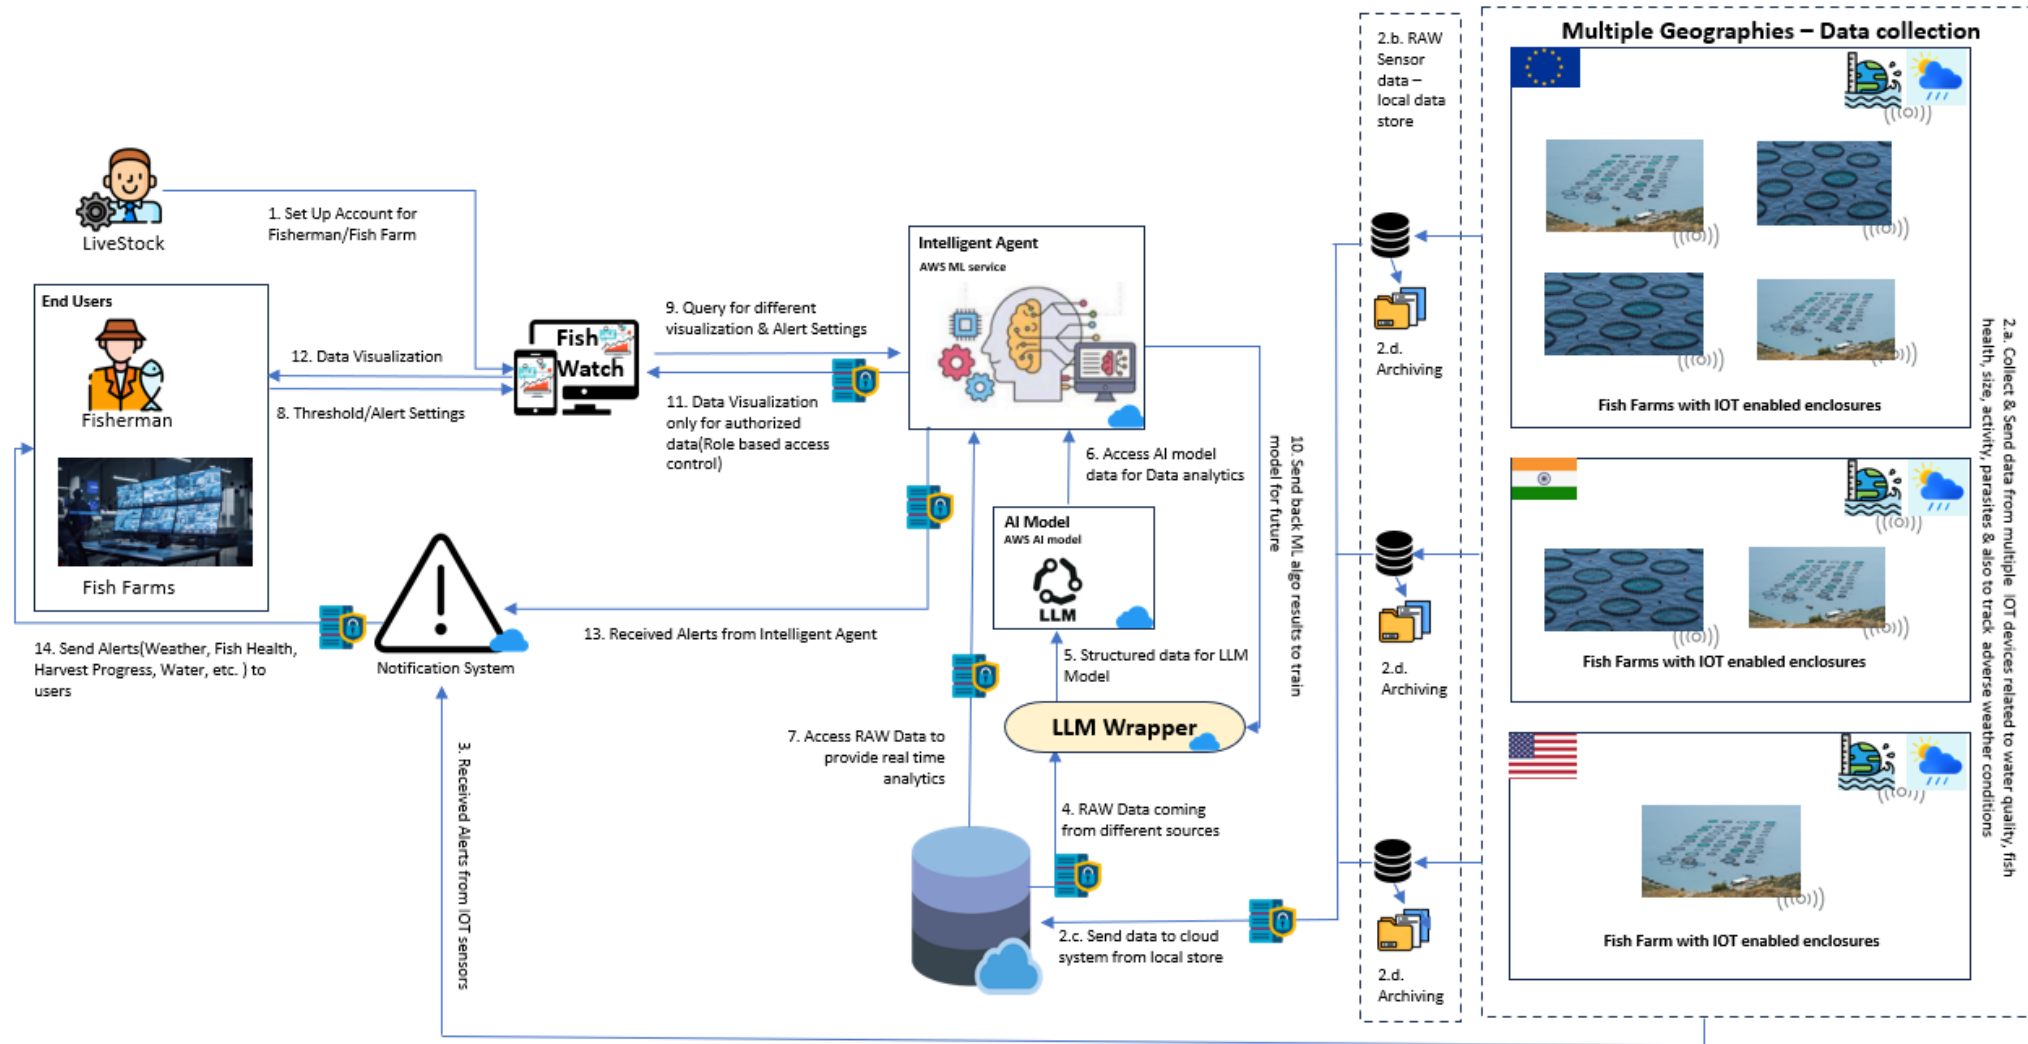 Multiple Geographies – Data collection
2.b. RAW
Sensor
data –
local data
store
LiveStock
1. Set Up Account for
Fisherman/Fish Farm
End Users
Fisherman
Fish Farms
12. Data Visualization
8. Threshold/Alert Settings
Fish
Watch
9. Query for different
visualization & Alert Settings
11. Data Visualization
only for authorized
data(Role based access
control)
Intelligent Agent
AWS ML service
6. Access AI model
data for Data analytics
AI Model
AWS AI model
LLM
5. Structured data for LLM
Model
LLM Wrapper
10. Send back ML algo results to train
model for future
13. Received Alerts from Intelligent Agent
Notification System
14. Send Alerts(Weather, Fish Health,
Harvest Progress, Water, etc. ) to
users
3. Received Alerts from IOT sensors
7. Access RAW Data to
provide real time
analytics
4. RAW Data coming
from different sources
2.c. Send data to cloud
system from local store
2.d.
Archiving
2.d.
Archiving
2.d.
Archiving
Fish Farms with IOT enabled enclosures
Fish Farms with IOT enabled enclosures
Fish Farm with IOT enabled enclosures
2.a. Collect & Send data from multiple IOT devices related to water quality, fish
health, size, activity, parasites & also to track adverse weather conditions